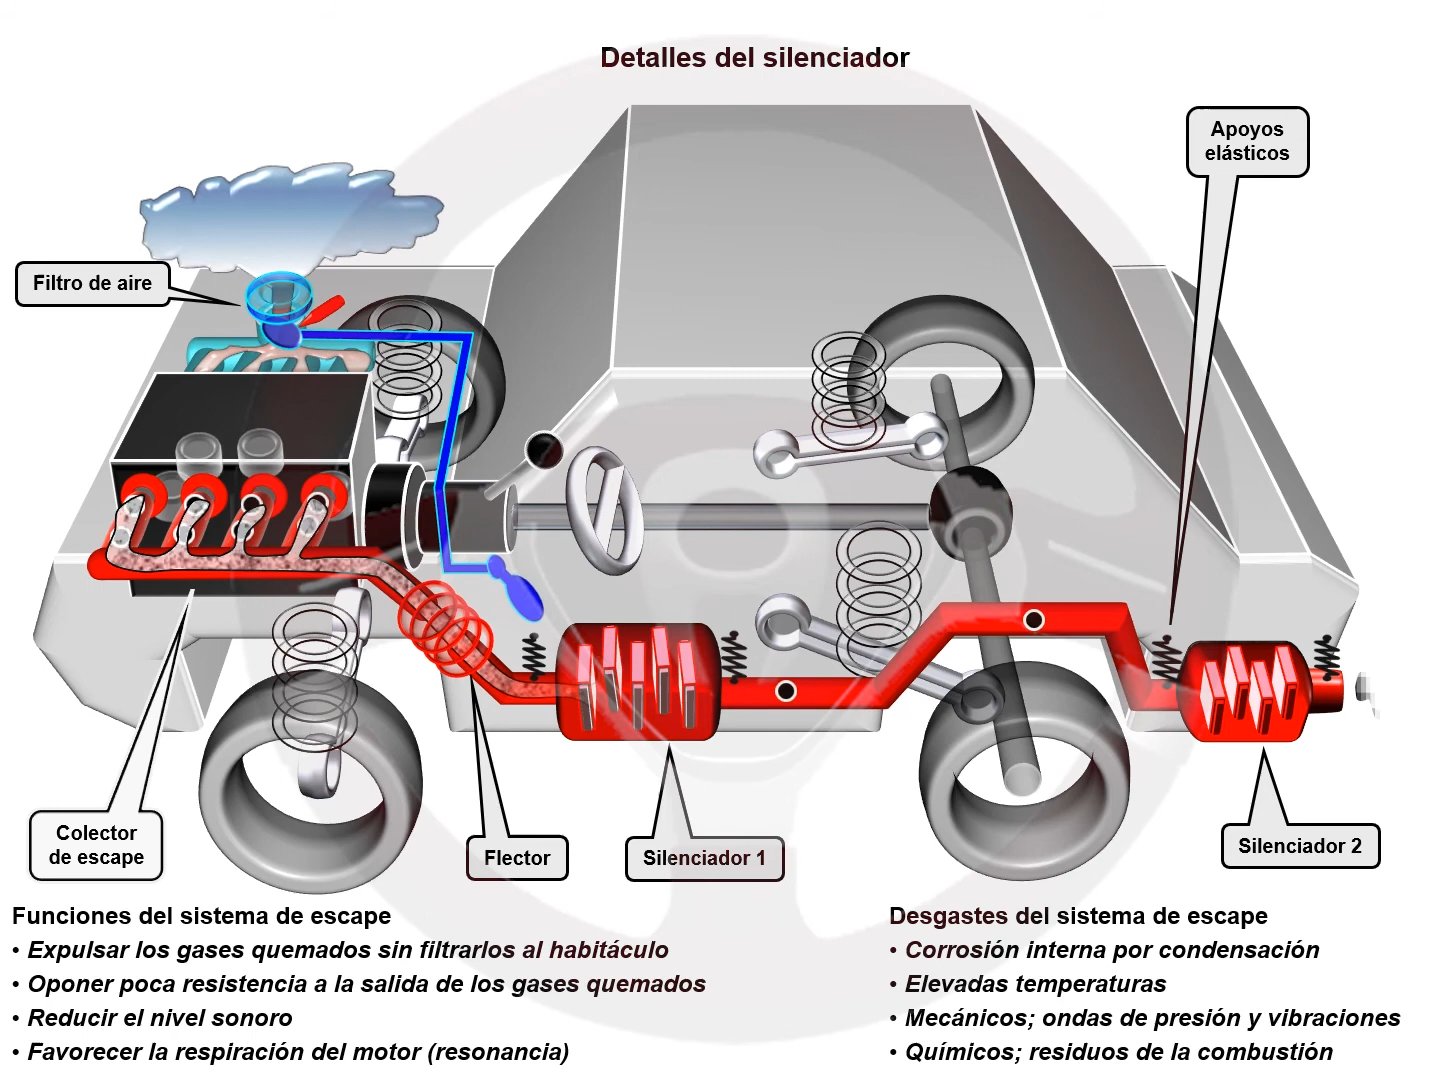 Detalles del silenciador
Apoyos
elásticos
Filtro de aire
Colector
de escape
Flector
Silenciador 1
Silenciador 2
Funciones del sistema de escape
• Expulsar los gases quemados sin filtrarlos al habitáculo
• Oponer poca resistencia a la salida de los gases quemados
• Reducir el nivel sonoro
• Favorecer la respiración del motor (resonancia)
Desgastes del sistema de escape
• Corrosión interna por condensación
• Elevadas temperaturas
• Mecánicos; ondas de presión y vibraciones
• Químicos; residuos de la combustión